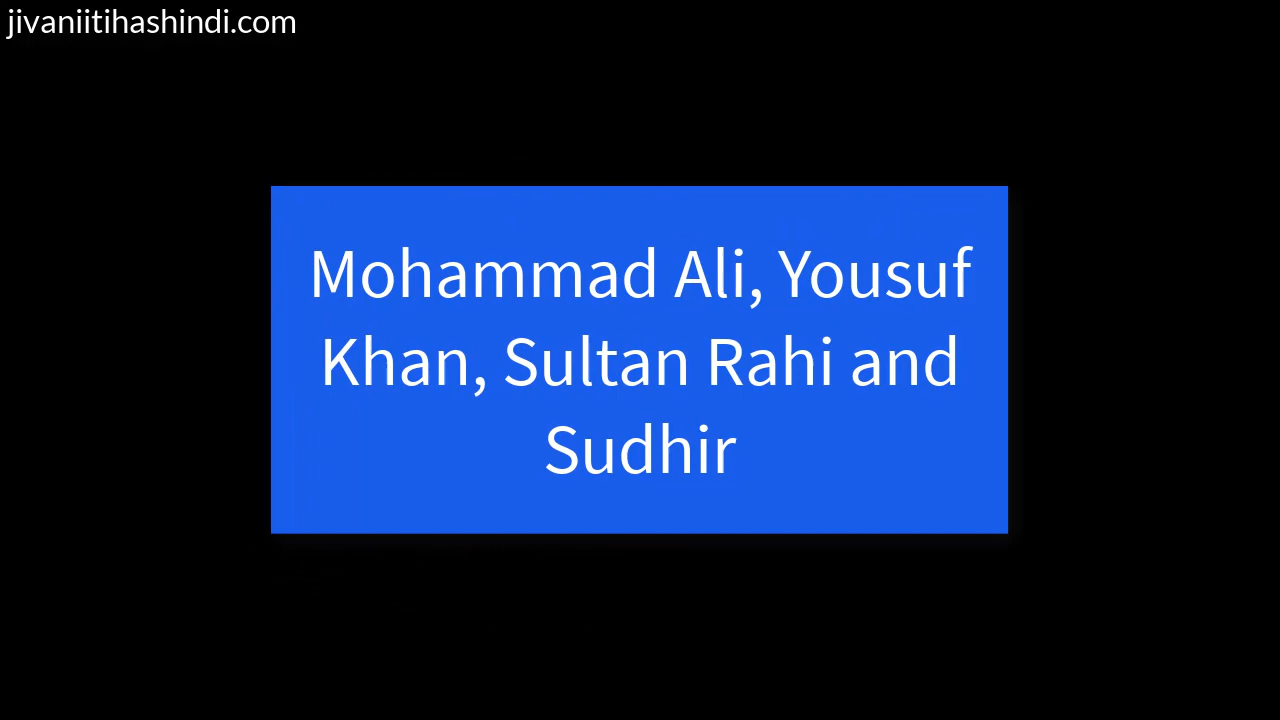 jivaniitihashindi.com
Mohammad Ali, Yousuf
Khan, Sultan Rahi and
Sudhir